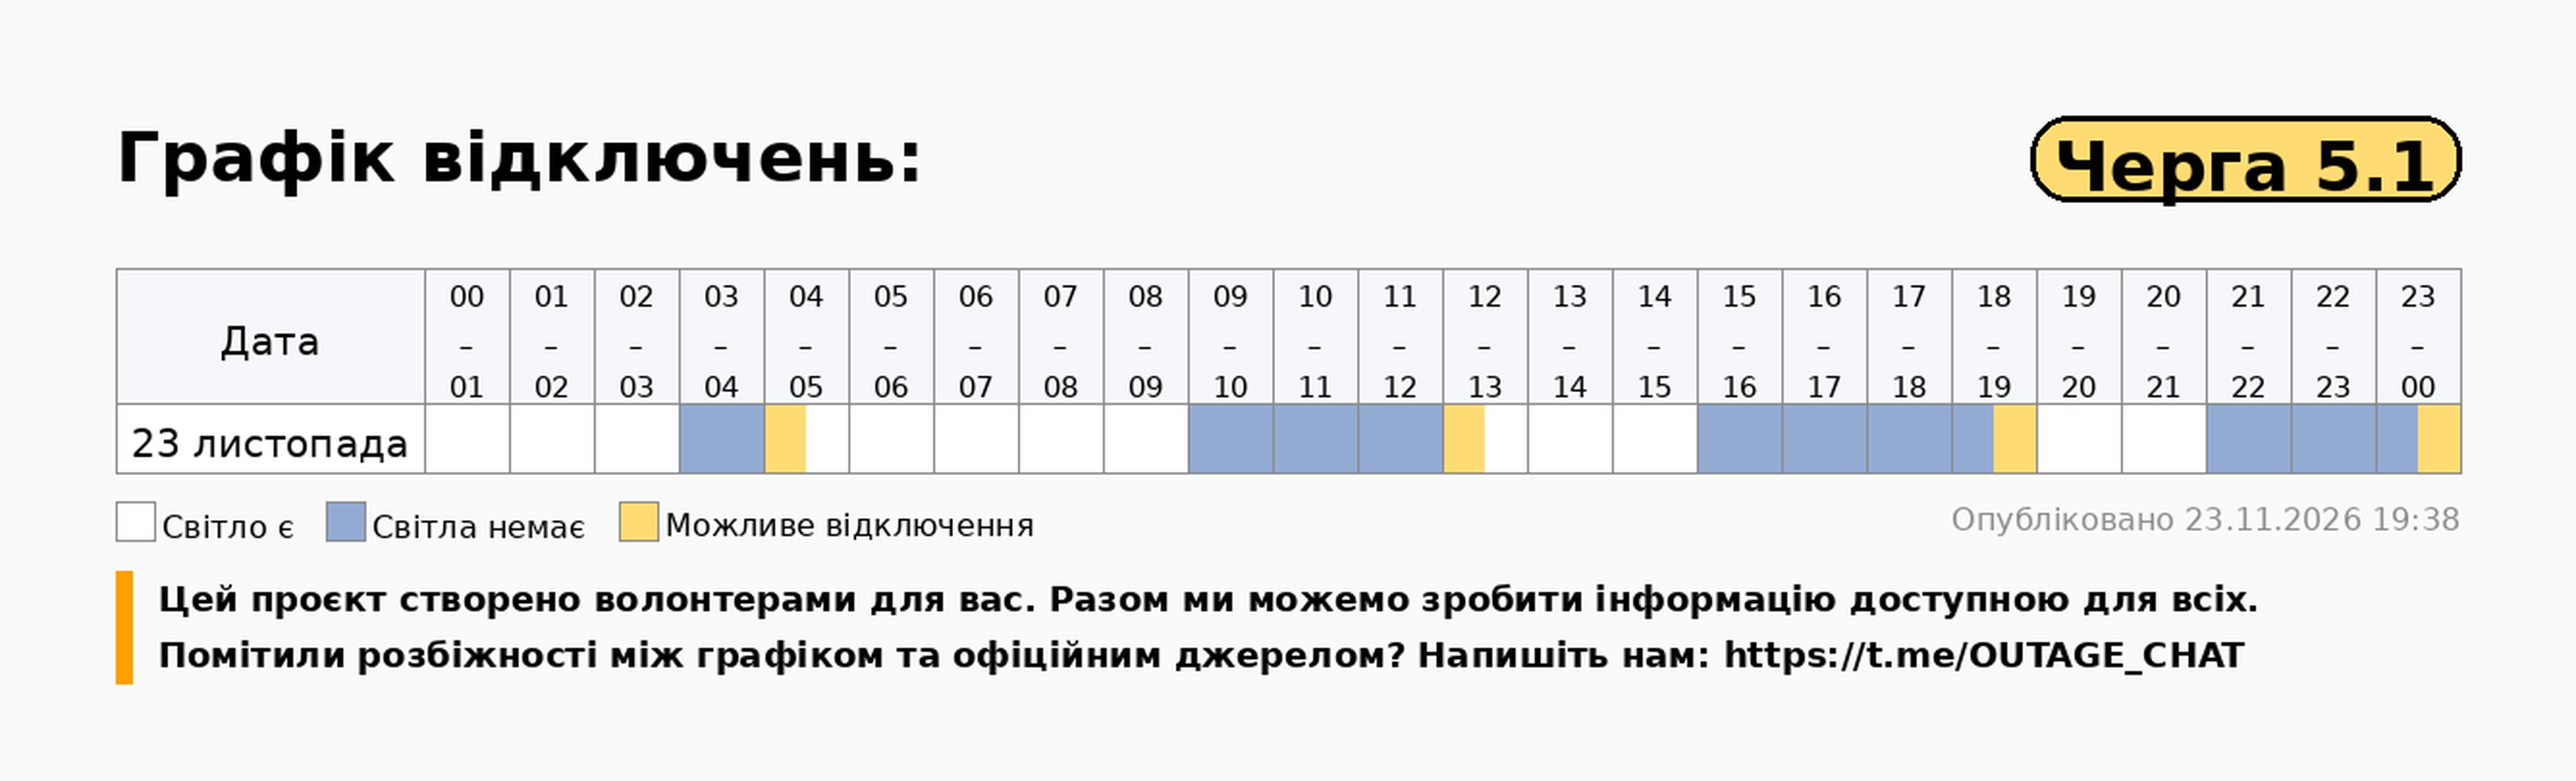 Графік відключень:
Черга 5.1
Дата
00 – 01
01 – 02
02 – 03
03 – 04
04 – 05
05 – 06
06 – 07
07 – 08
08 – 09
09 – 10
10 – 11
11 – 12
12 – 13
13 – 14
14 – 15
15 – 16
16 – 17
17 – 18
18 – 19
19 – 20
20 – 21
21 – 22
22 – 23
23 – 00
23 листопада
Світло є
Світла немає
Можливе відключення
Опубліковано 23.11.2026 19:38
Цей проєкт створено волонтерами для вас. Разом ми можемо зробити інформацію доступною для всіх.
Помітили розбіжності між графіком та офіційним джерелом? Напишіть нам: https://t.me/OUTAGE_CHAT